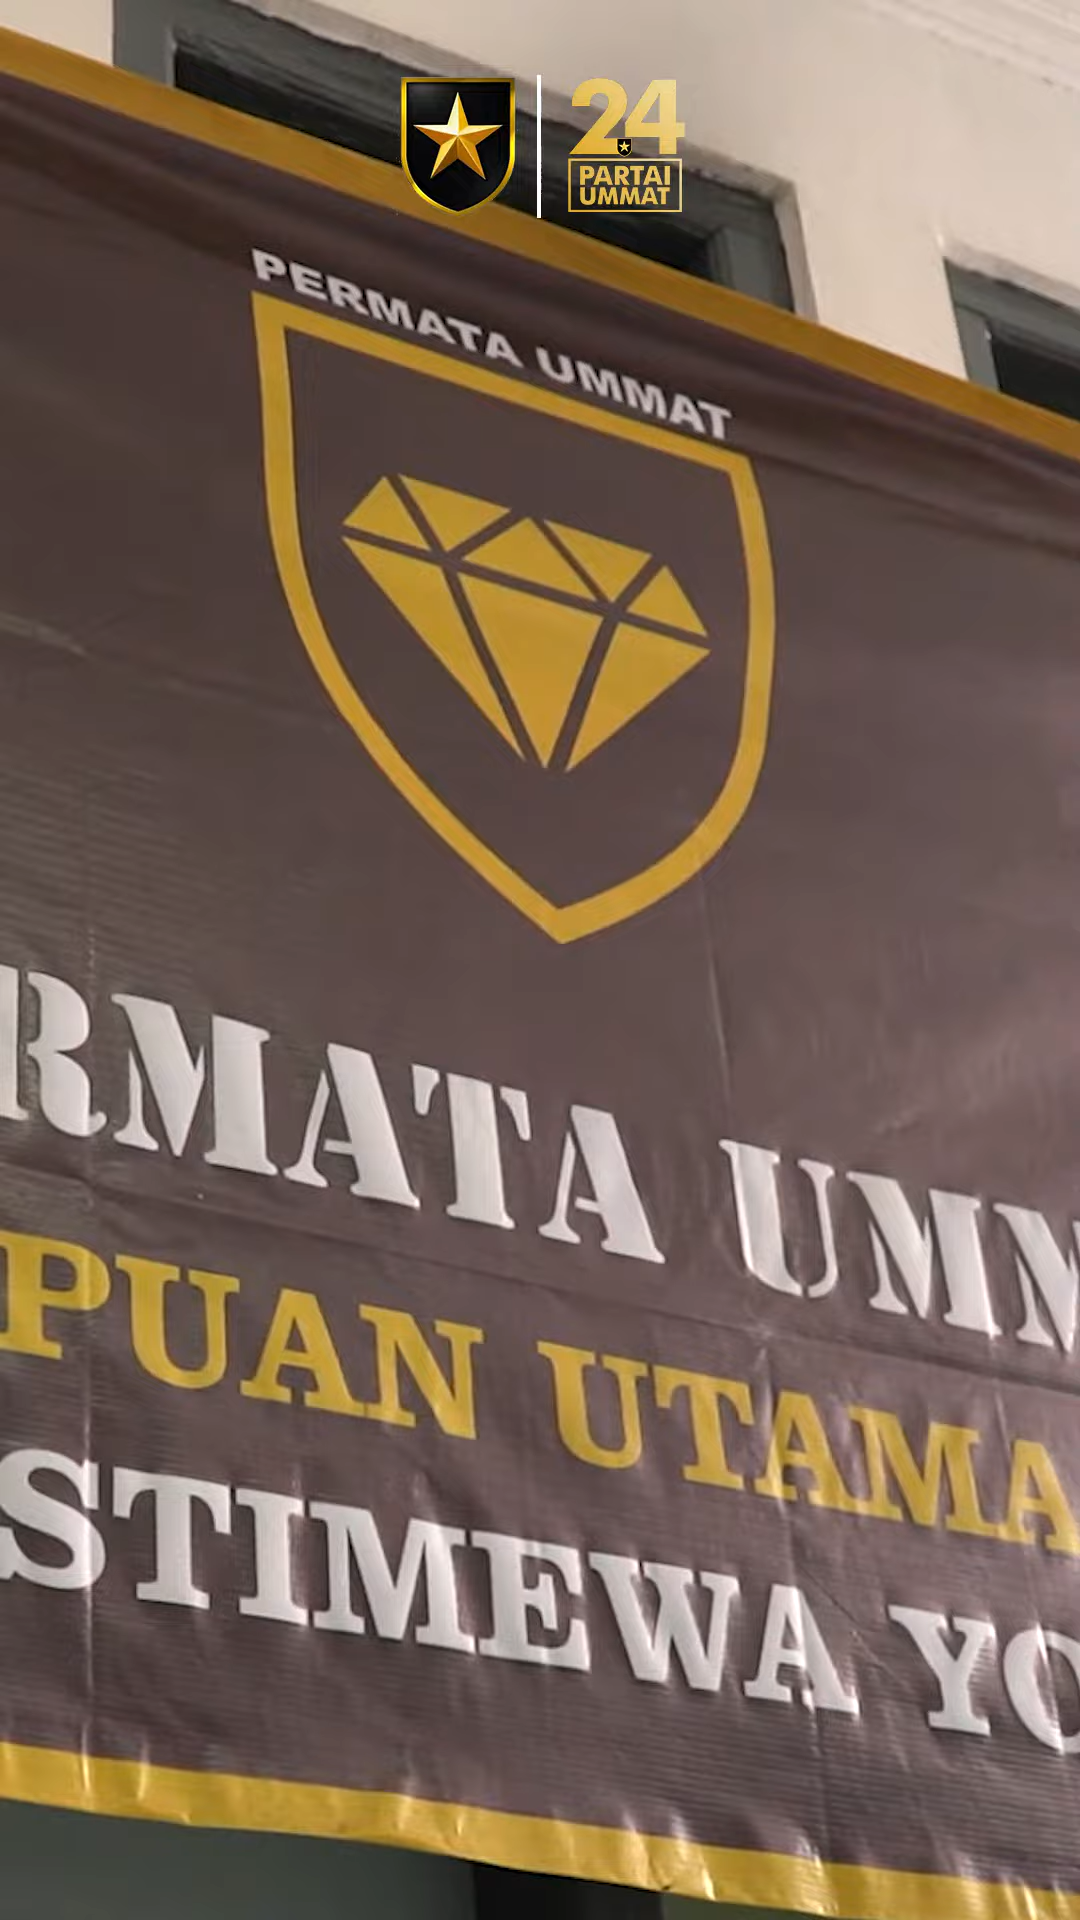 24
PARTAI
UMMAT
PERMATA UMMAT
RMATA UMM
PUAN UTAMA
STIMEWA YO